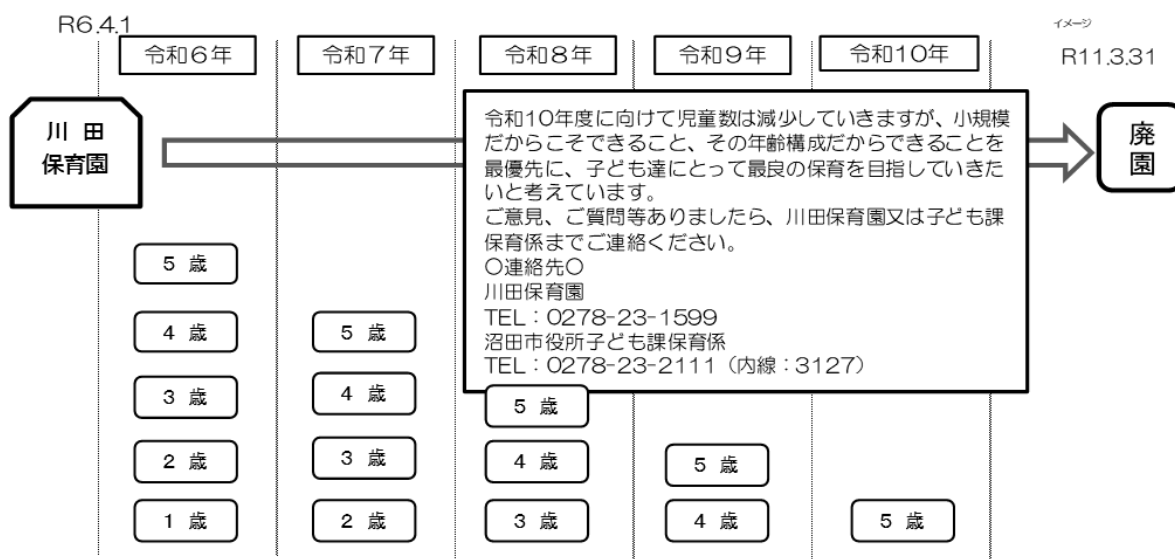 R6.4.1
イメージ
令和6年
令和7年
令和8年
令和9年
令和10年
R11.3.31
川田
保育園
令和10年度に向けて児童数は減少していきますが、小規模
だからこそできること、その年齢構成だからできることを
最優先に、子ども達にとって最良の保育を目指していきた
いと考えています。
ご意見、ご質問等ありましたら、川田保育園又は子ども課
保育係までご連絡ください。
〇連絡先〇
川田保育園
TEL：0278-23-1599
沼田市役所子ども課保育係
TEL：0278-23-2111（内線：3127）
廃
園
5 歳
4 歳
5 歳
3 歳
4 歳
5 歳
2 歳
3 歳
4 歳
5 歳
1 歳
2 歳
3 歳
4 歳
5 歳